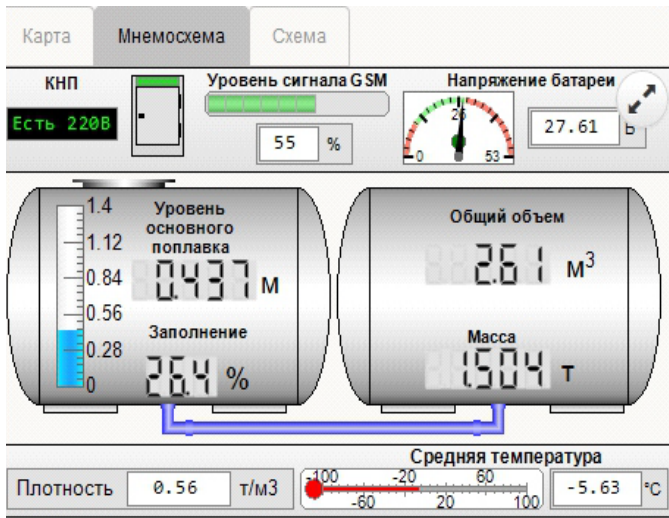 Карта Мнемосхема Схема
КНП Уровень сигнала GSM Напряжение батареи
Есть 220В
55 %
26
0 53
27.61 В
1.4
1.12
0.84
0.56
0.28
0
Уровень
основного
поплавка
0.437 м
Заполнение
26.4 %
Общий объем
2.61 м3
Масса
1.504 т
Средняя температура
Плотность 0.56 т/м3
-100 -20 60
-60 20 100
-5.63 °C